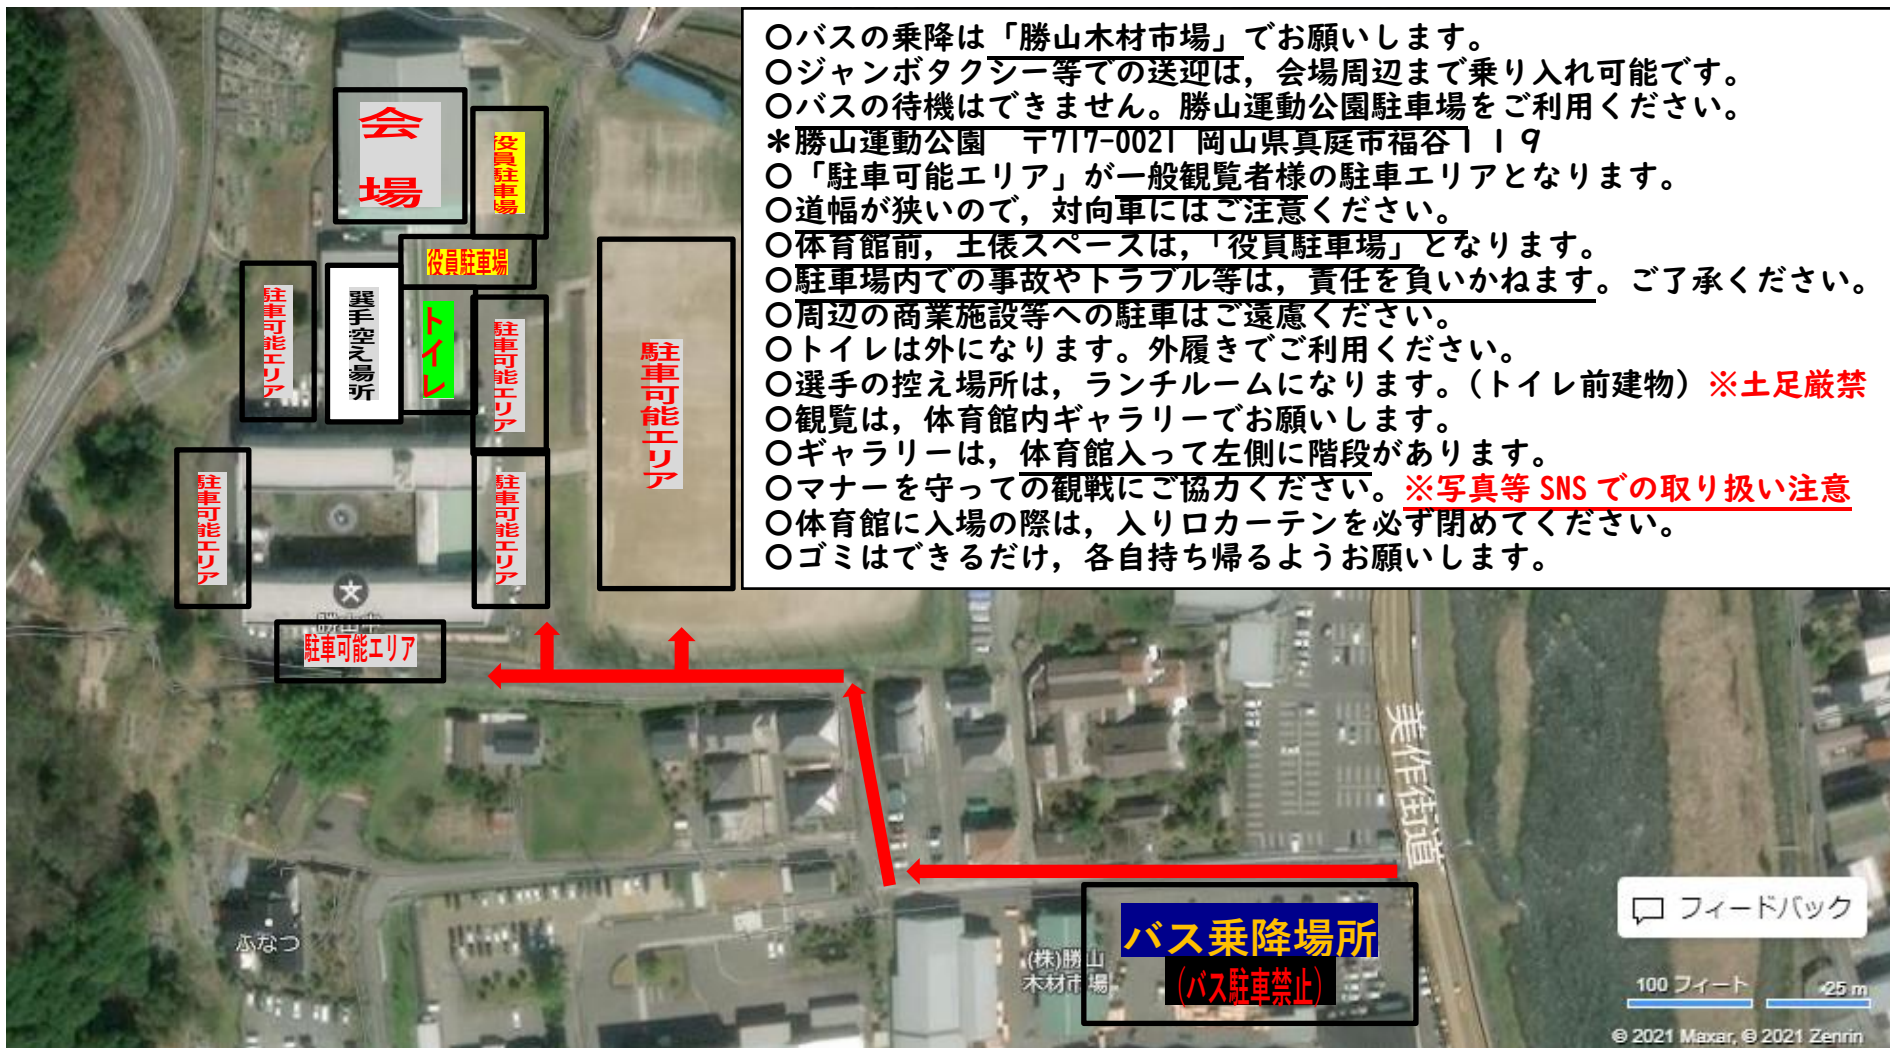 ○バスの乗降は「勝山木材市場」でお願いします。
○ジャンボタクシー等での送迎は，会場周辺まで乗り入れ可能です。
○バスの待機はできません。勝山運動公園駐車場をご利用ください。
＊勝山運動公園　〒717-0021 岡山県真庭市福谷１１９
○「駐車可能エリア」が一般観覧者様の駐車エリアとなります。
○道幅が狭いので，対向車にはご注意ください。
○体育館前，土俵スペースは，「役員駐車場」となります。
○駐車場内での事故やトラブル等は，責任を負いかねます。ご了承ください。
○周辺の商業施設等への駐車はご遠慮ください。
○トイレは外になります。外履きでご利用ください。
○選手の控え場所は，ランチルームになります。(トイレ前建物）※土足厳禁
○観覧は，体育館内ギャラリーでお願いします。
○ギャラリーは，体育館入って左側に階段があります。
○マナーを守っての観戦にご協力ください。※写真等 SNS での取り扱い注意
○体育館に入場の際は，入り口カーテンを必ず閉めてください。
○ゴミはできるだけ，各自持ち帰るようお願いします。
会場
役員駐車場
役員駐車場
駐車可能エリア
選手控え場所
トイレ
駐車可能エリア
駐車可能エリア
駐車可能エリア
駐車可能エリア
駐車可能エリア
美作街道
ふなつ
(株)勝山
木材市場
バス乗降場所
（バス駐車禁止）
フィードバック
100 フィート
25 m
© 2021 Maxar, © 2021 Zenrin